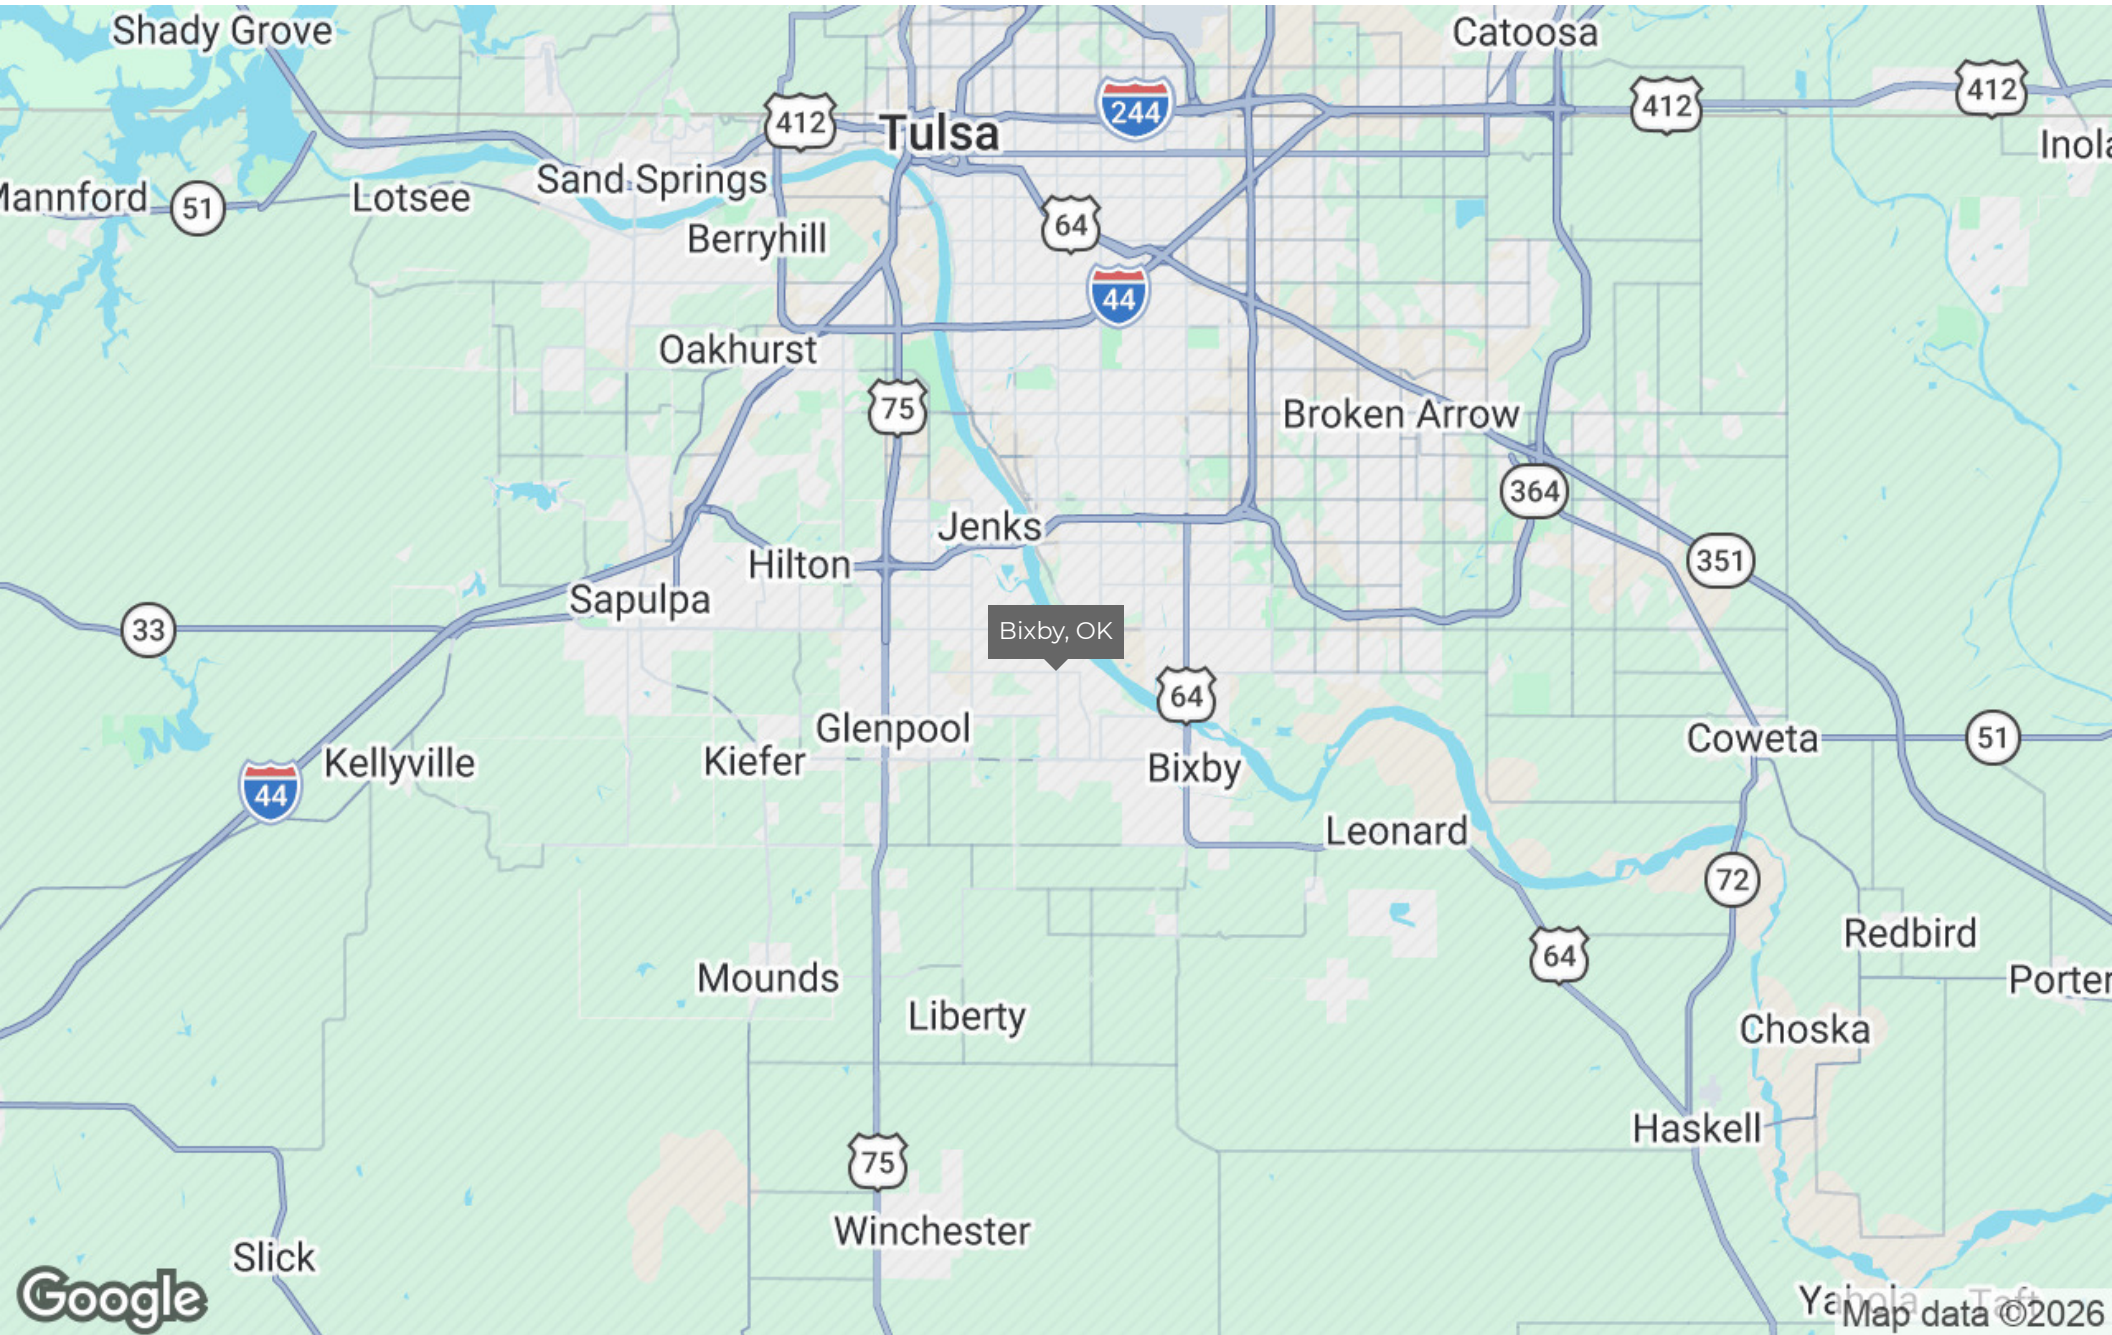 Shady Grove
Catoosa
412
244
412
412
Tulsa
Inola
Mannford
51
Lotsee
Sand Springs
64
Berryhill
44
Oakhurst
75
Broken Arrow
364
Jenks
351
Hilton
Sapulpa
33
Bixby, OK
64
Glenpool
Coweta
51
Kellyville
Kiefer
Bixby
44
Leonard
72
Redbird
64
Mounds
Porter
Liberty
Choska
Haskell
75
Winchester
Slick
Google
Yahola
Taft
Map data ©2026